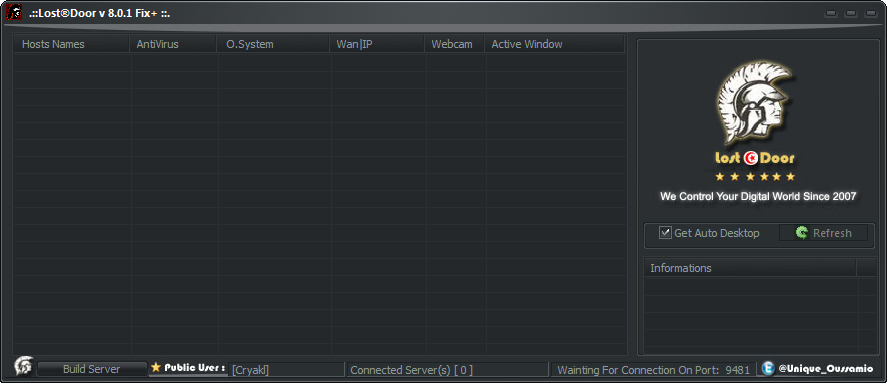 .::Lost®Door v 8.0.1 Fix+ ::.
Hosts Names AntiVirus O.System Wan|IP Webcam Active Window
Lost Door
We Control Your Digital World Since 2007
Get Auto Desktop Refresh
Informations
Build Server Public User : [Cryakl] Connected Server(s) [ 0 ] Wainting For Connection On Port: 9481 @Unique_Oussamio